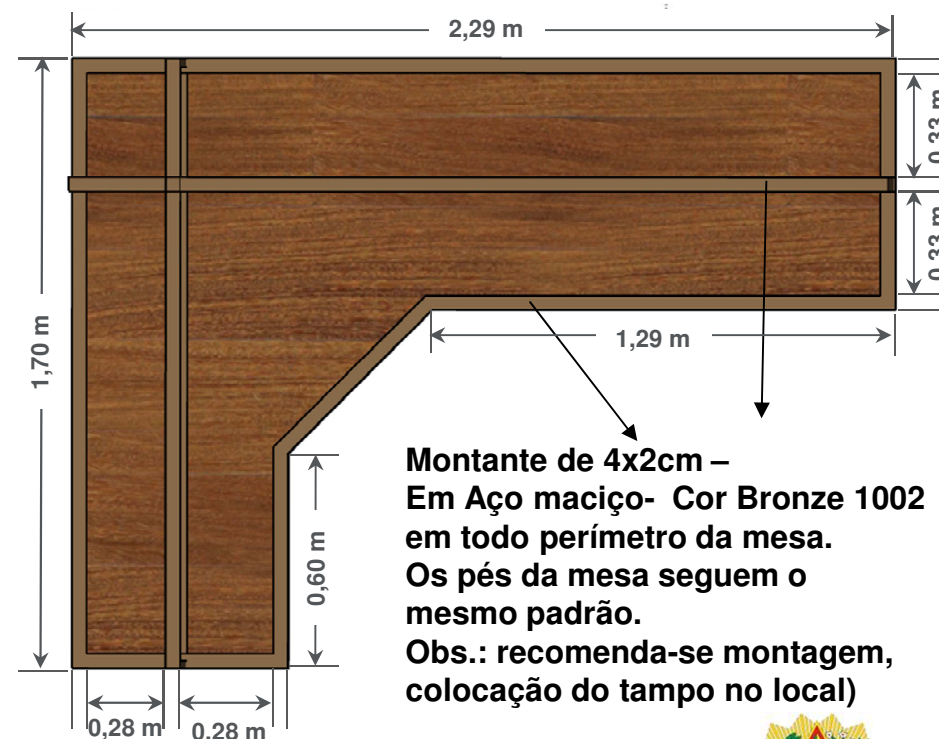 2,29 m
0,33 m
0,33 m
1,70 m
1,29 m
0,60 m
0,28 m
0,28 m
Montante de 4x2cm –
Em Aço maciço- Cor Bronze 1002
em todo perímetro da mesa.
Os pés da mesa seguem o
mesmo padrão.
Obs.: recomenda-se montagem,
colocação do tampo no local)